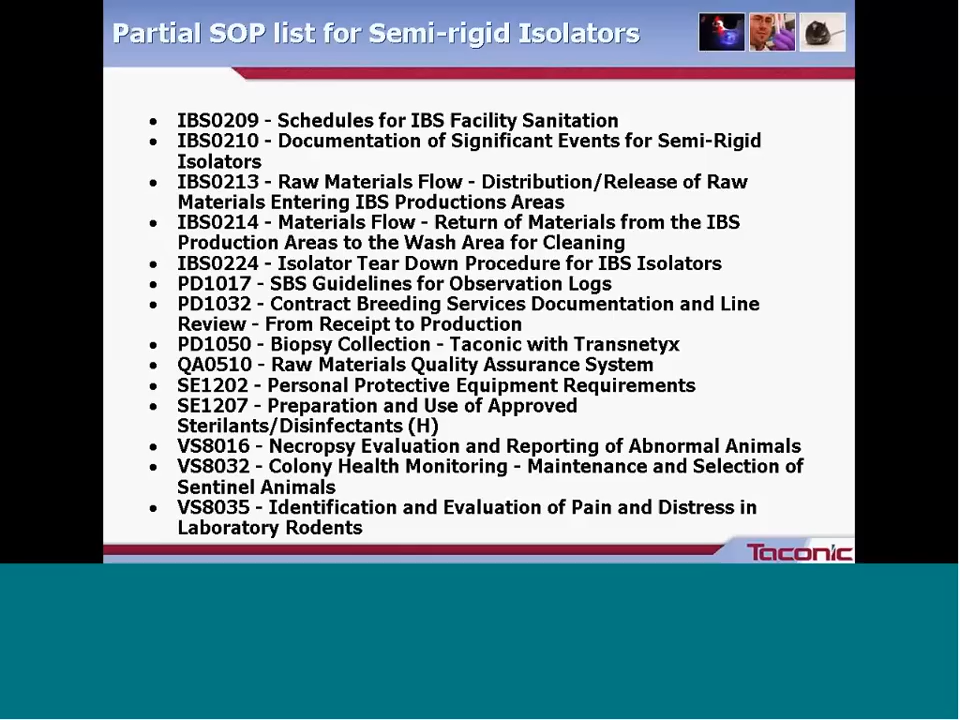 Partial SOP list for Semi-rigid Isolators
• IBS0209 - Schedules for IBS Facility Sanitation
• IBS0210 - Documentation of Significant Events for Semi-Rigid
Isolators
• IBS0213 - Raw Materials Flow - Distribution/Release of Raw
Materials Entering IBS Productions Areas
• IBS0214 - Materials Flow - Return of Materials from the IBS
Production Areas to the Wash Area for Cleaning
• IBS0224 - Isolator Tear Down Procedure for IBS Isolators
• PD1017 - SBS Guidelines for Observation Logs
• PD1032 - Contract Breeding Services Documentation and Line
Review - From Receipt to Production
• PD1050 - Biopsy Collection - Taconic with Transnetyx
• QA0510 - Raw Materials Quality Assurance System
• SE1202 - Personal Protective Equipment Requirements
• SE1207 - Preparation and Use of Approved
Sterilants/Disinfectants (H)
• VS8016 - Necropsy Evaluation and Reporting of Abnormal Animals
• VS8032 - Colony Health Monitoring - Maintenance and Selection of
Sentinel Animals
• VS8035 - Identification and Evaluation of Pain and Distress in
Laboratory Rodents
Taconic